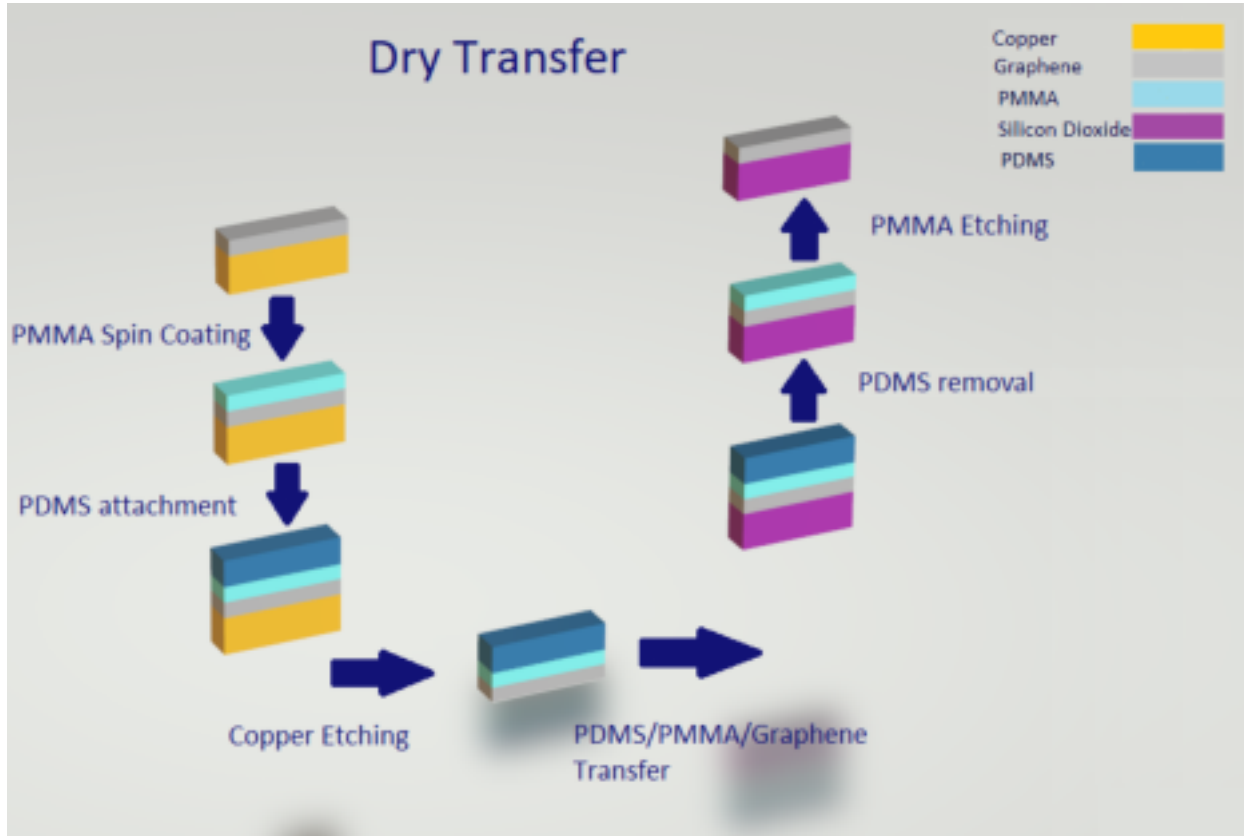 Dry Transfer
Copper
Graphene
PMMA
Silicon Dioxide
PDMS
PMMA Spin Coating
PDMS attachment
Copper Etching
PDMS/PMMA/Graphene
Transfer
PDMS removal
PMMA Etching